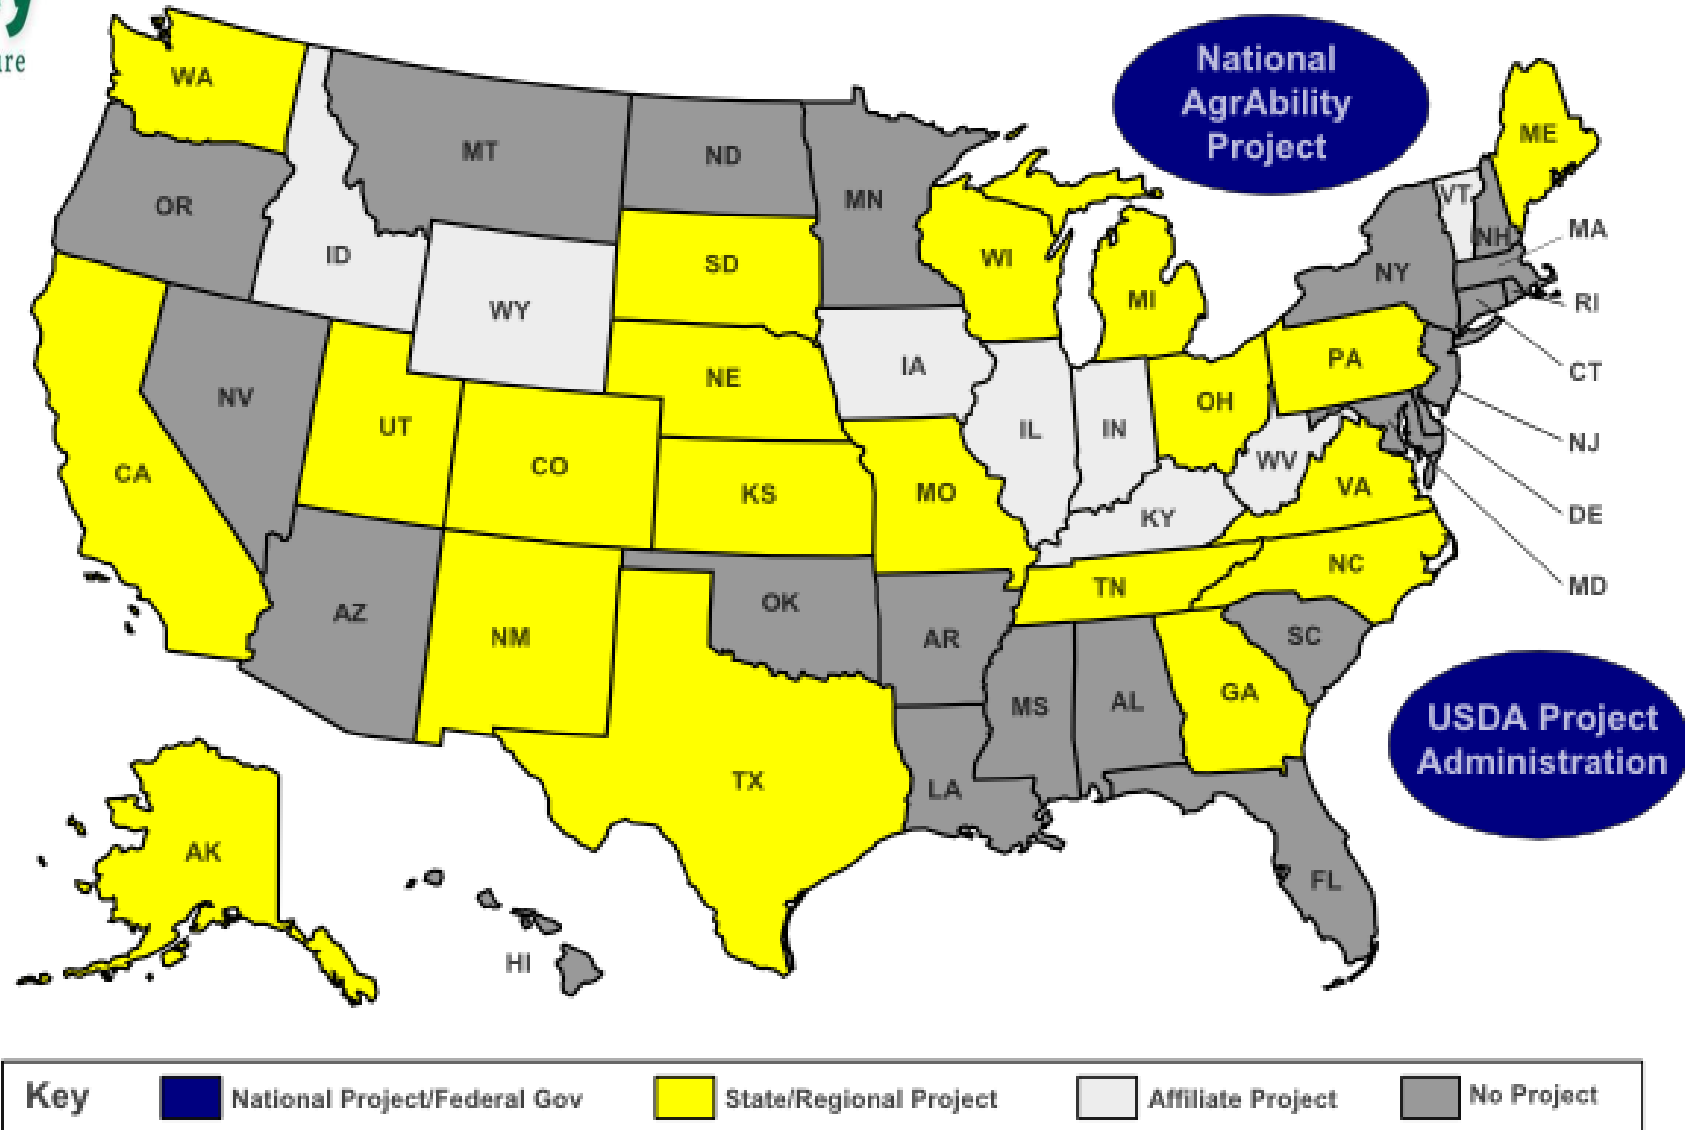 National
AgrAbility
Project
WA
MT
ND
MN
ME
OR
ID
VT
NH
MA
SD
WI
NY
WY
MI
RI
IA
PA
CT
NE
NV
UT
OH
IL
IN
NJ
CO
CA
KS
MO
WV
VA
KY
DE
NC
TN
MD
AZ
OK
NM
AR
SC
MS
AL
GA
USDA Project
Administration
TX
LA
AK
FL
HI
Key
National Project/Federal Gov
State/Regional Project
Affiliate Project
No Project